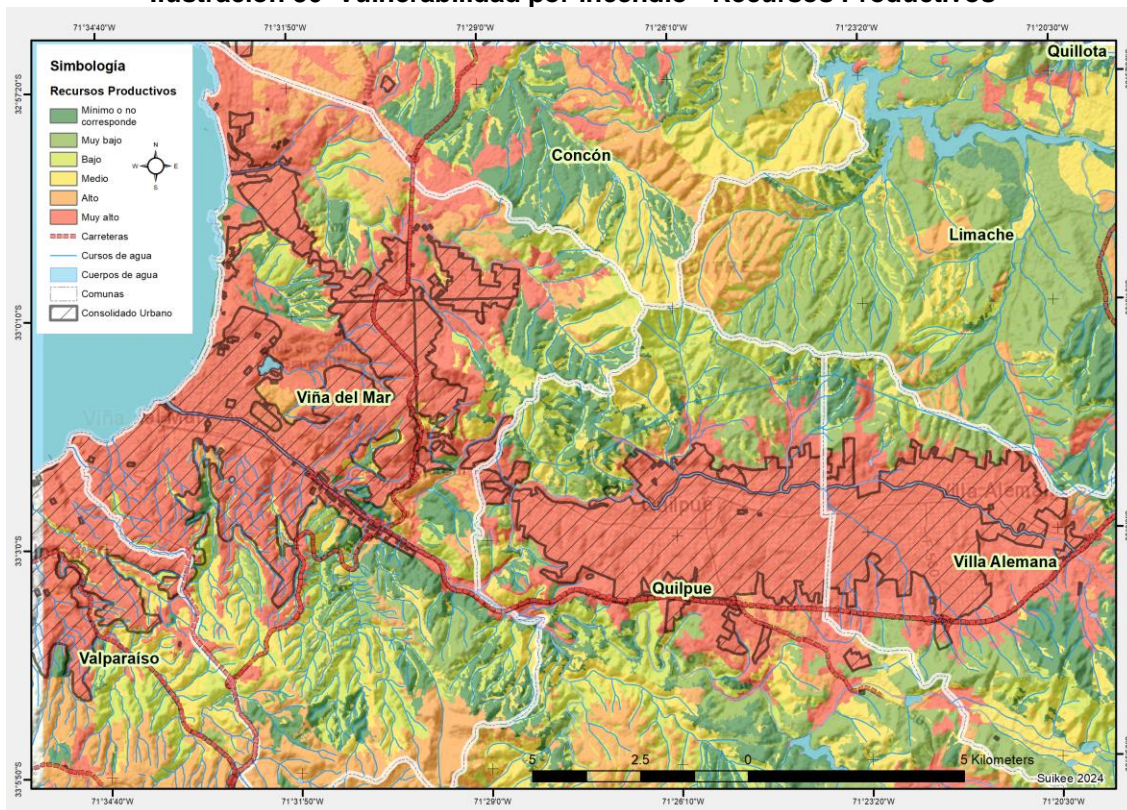 Ilustración Vulnerabilidad por Incendio - Recursos Productivos
71°34'40"W 71°31'50"W 71°29'0"W 71°26'10"W 71°23'20"W 71°20'30"W
Simbología
Recursos Productivos
Mínimo o no
corresponde
Muy bajo
Bajo
Medio
Alto
Muy alto
Carreteras
Cursos de agua
Cuerpos de agua
Comunas
Consolidado Urbano
N
W E
S
32°57'20"S
33°0'10"S
33°3'0"S
33°5'50"S
Quillota
Concón
Limache
Viña del Mar
Quilpue
Villa Alemana
Quilpue
Villa Alemana
Valparaíso
5 2.5 0 5 Kilometers
Suikee 2024
71°34'40"W 71°31'50"W 71°29'0"W 71°26'10"W 71°23'20"W 71°20'30"W